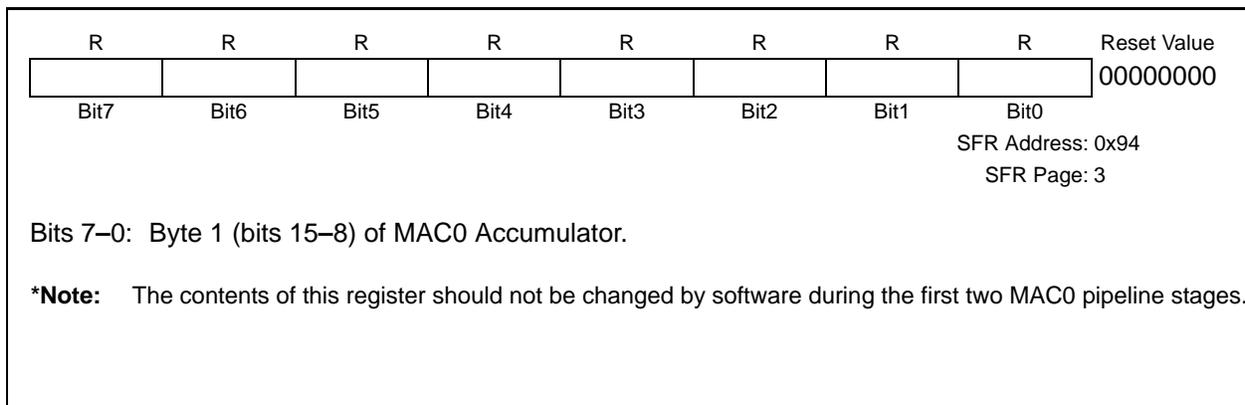 R R R R R R R R Reset Value
00000000
Bit7 Bit6 Bit5 Bit4 Bit3 Bit2 Bit1 Bit0
SFR Address: 0x94
SFR Page: 3
Bits 7–0: Byte 1 (bits 15–8) of MAC0 Accumulator.
*Note: The contents of this register should not be changed by software during the first two MAC0 pipeline stages.